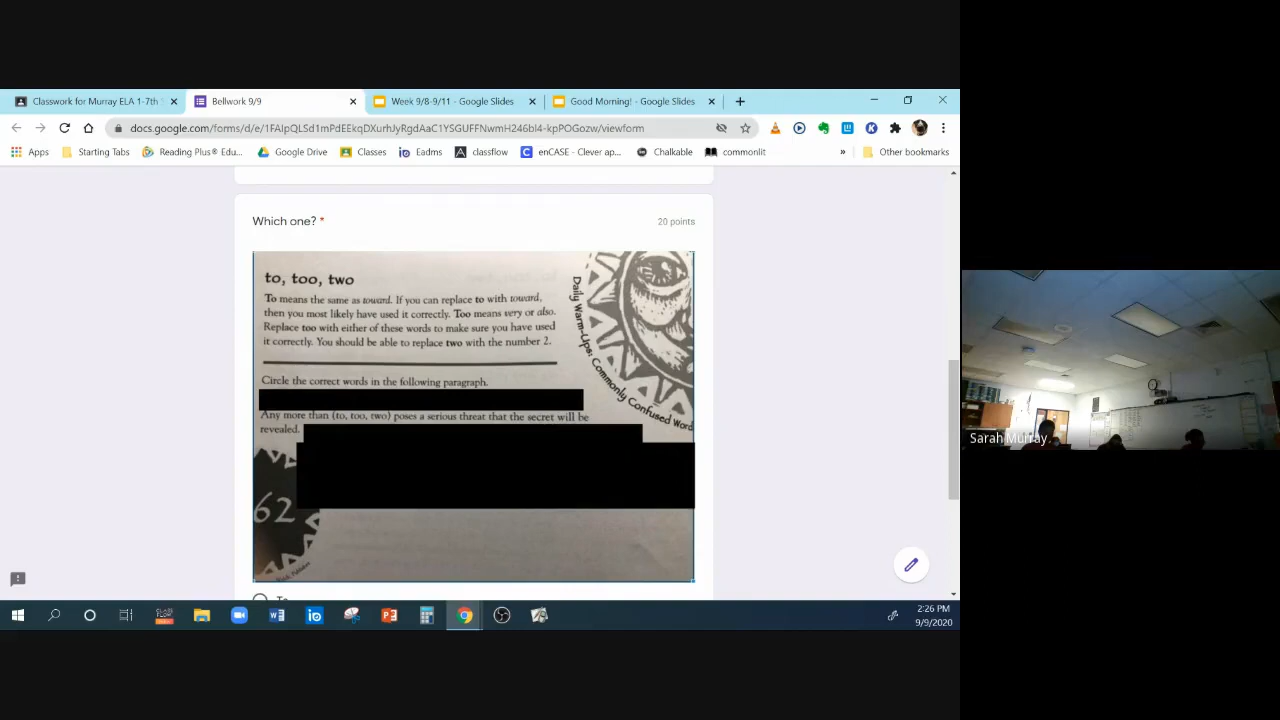 Classwork for Murray ELA 1-7th
Bellwork 9/9
Week 9/8-9/11 - Google Slides
Good Morning! - Google Slides
docs.google.com/forms/d/e/1FAIpQLSd1mPdEEkqDXurhJyRgdAaC1YSGUFFNwmH246bI4-kpPOGozw/viewform
Apps
Starting Tabs
Reading Plus® Edu...
Google Drive
Classes
Eadms
classflow
enCASE - Clever ap...
Chalkable
commonlit
»
Other bookmarks
Which one? *
20 points
to, too, two
To means the same as toward. If you can replace to with toward,
then you most likely have used it correctly. Too means very or also.
Replace too with either of these words to make sure you have used
it correctly. You should be able to replace two with the number 2.
Daily Warm-Ups: Commonly Confused Word
Circle the correct words in the following paragraph.
Any more than (to, too, two) poses a serious threat that the secret will be
revealed.
62
To
Sarah Murray
2:26 PM
9/9/2020